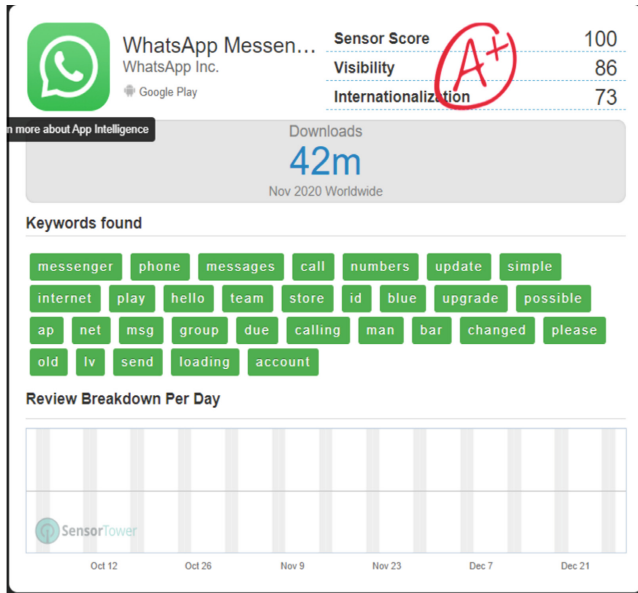 WhatsApp Messen...
WhatsApp Inc.
Google Play
Sensor Score 100
Visibility 86
Internationalization 73
A+
n more about App Intelligence
Downloads
42m
Nov 2020 Worldwide
Keywords found
messenger phone messages call numbers update simple
internet play hello team store id blue upgrade possible
ap net msg group due calling man bar changed please
old lv send loading account
Review Breakdown Per Day
SensorTower
Oct 12 Oct 26 Nov 9 Nov 23 Dec 7 Dec 21